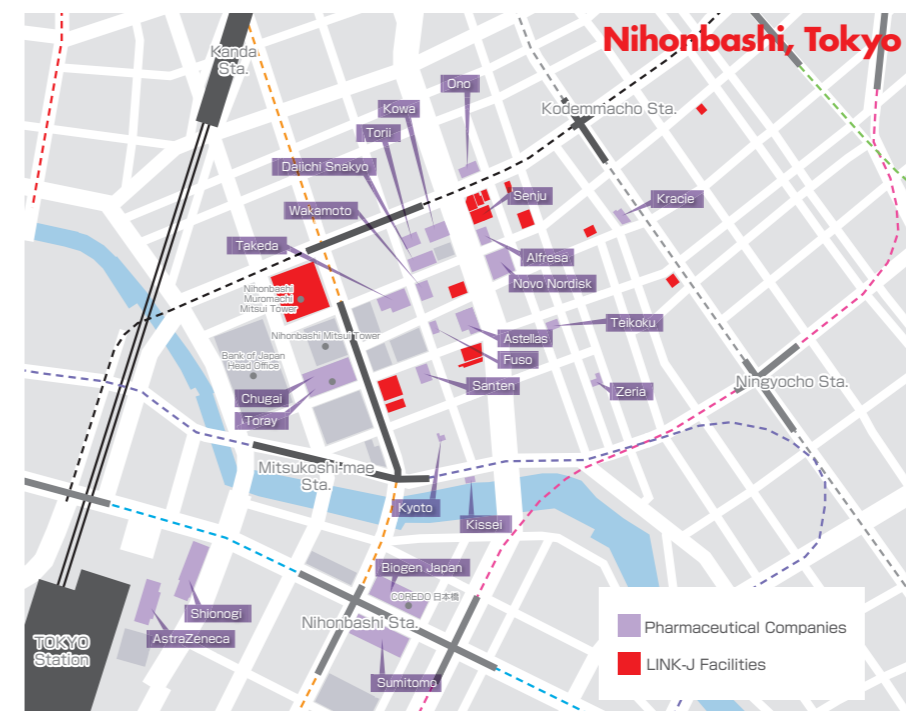 Nihonbashi, Tokyo
Kanda
Sta.
Ono
Kodemmacho Sta.
Kowa
Torii
Daiichi Snakyo
Senju
Kracie
Wakamoto
Takeda
Alfresa
Novo Nordisk
Nihonbashi
Muromachi
Mitsui Tower
Teikoku
Nihonbashi Mitsui Tower
Astellas
Bank of Japan
Head Office
Fuso
Ningyocho Sta.
Santen
Zeria
Chugai
Toray
Mitsukoshi-mae
Sta.
Kyoto
Kissei
Biogen Japan
COREDO 日本橋
Shionogi
Nihonbashi Sta.
AstraZeneca
TOKYO
Station
Sumitomo
Pharmaceutical Companies
LINK-J Facilities